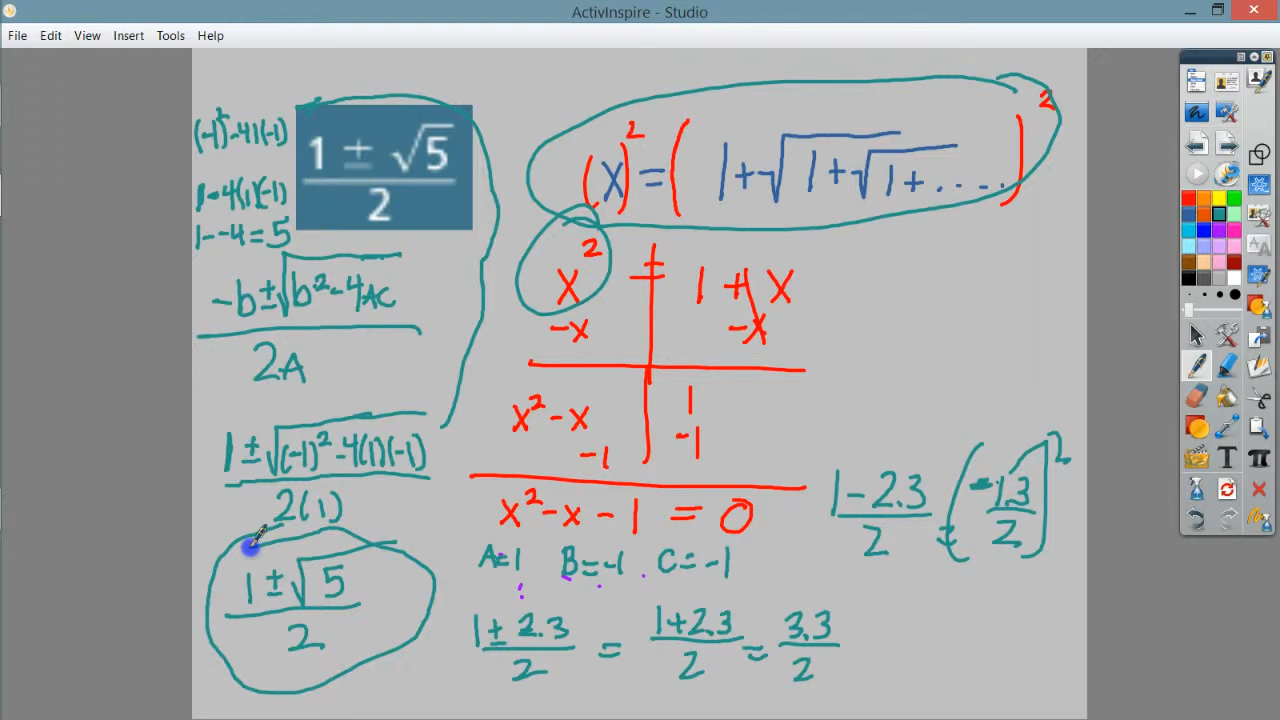 ActivInspire - Studio
File Edit View Insert Tools Help
(-1)² - 41(-1)
1 - 4(1)(-1)
1 - -4 = 5
1 ± √5
2
-b ± √b² - 4AC
2A
1 ± √(-1)² - 4(1)(-1)
2(1)
1 ± √5
2
(x)² = (1 + √1 + √1 + ....)²
x² = 1 + x
-x -x
x² - x 1
-1 -1
x² - x - 1 = 0
A=1 B=-1 C=-1
1 ± 2.3 = 1+2.3 = 3.3
2 2 2
1 - 2.3 = (-1.3)²
2 2